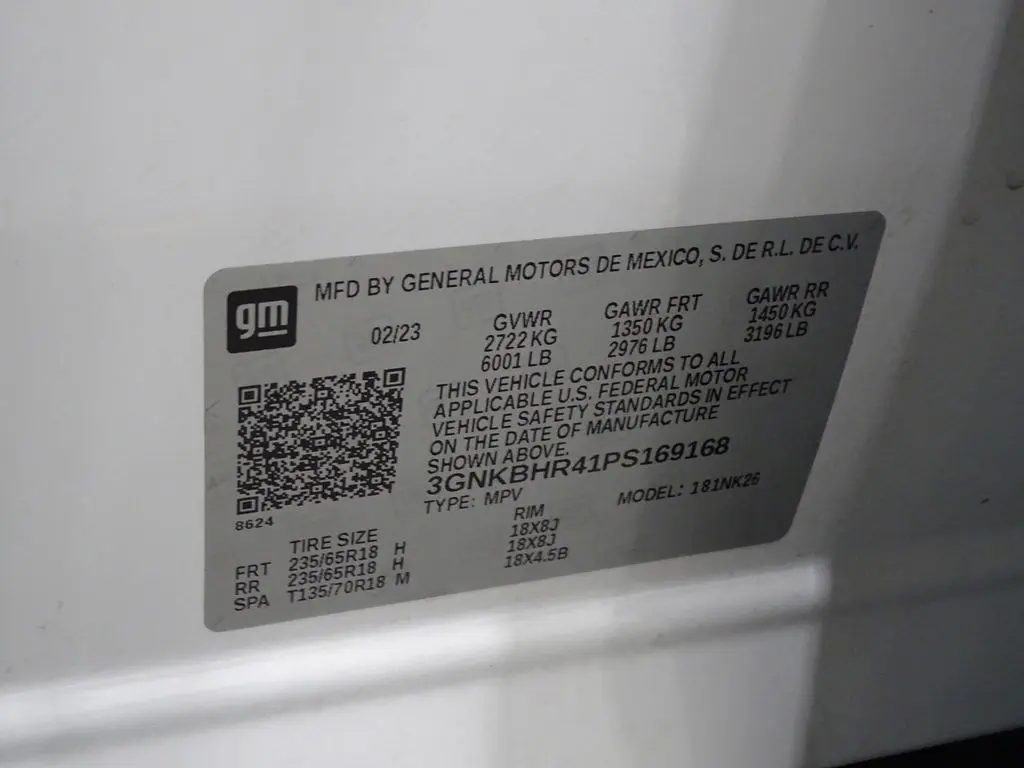 gm
MFD BY GENERAL MOTORS DE MEXICO, S. DE R.L. DE C.V.
02/23
GVWR
2722 KG
6001 LB
GAWR FRT
1350 KG
2976 LB
GAWR RR
1450 KG
3196 LB
THIS VEHICLE CONFORMS TO ALL
APPLICABLE U.S. FEDERAL MOTOR
VEHICLE SAFETY STANDARDS IN EFFECT
ON THE DATE OF MANUFACTURE
SHOWN ABOVE.
3GNKBHR41PS169168
TYPE: MPV
MODEL: 181NK26
8624
TIRE SIZE
RIM
FRT 235/65R18 H 18X8J
RR 235/65R18 H 18X8J
SPA T135/70R18 M 18X4.5B